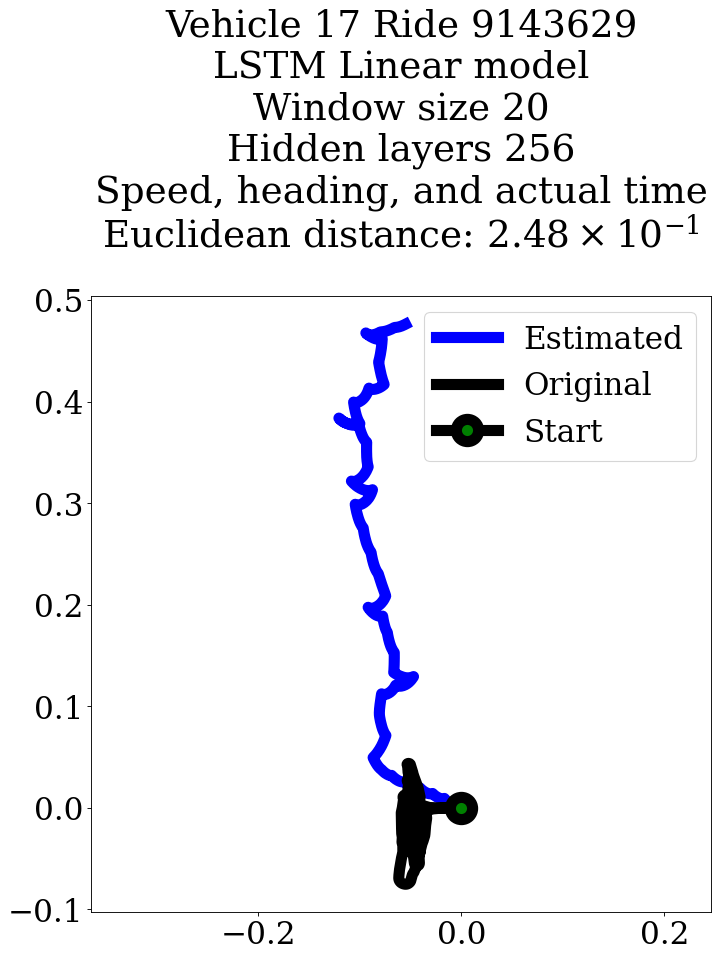 Vehicle 17 Ride 9143629
LSTM Linear model
Window size 20
Hidden layers 256
Speed, heading, and actual time
Euclidean distance: 2.48 × 10⁻¹
0.5
Estimated
0.4
Original
Start
0.3
0.2
0.1
0.0
−0.1
−0.2
0.0
0.2